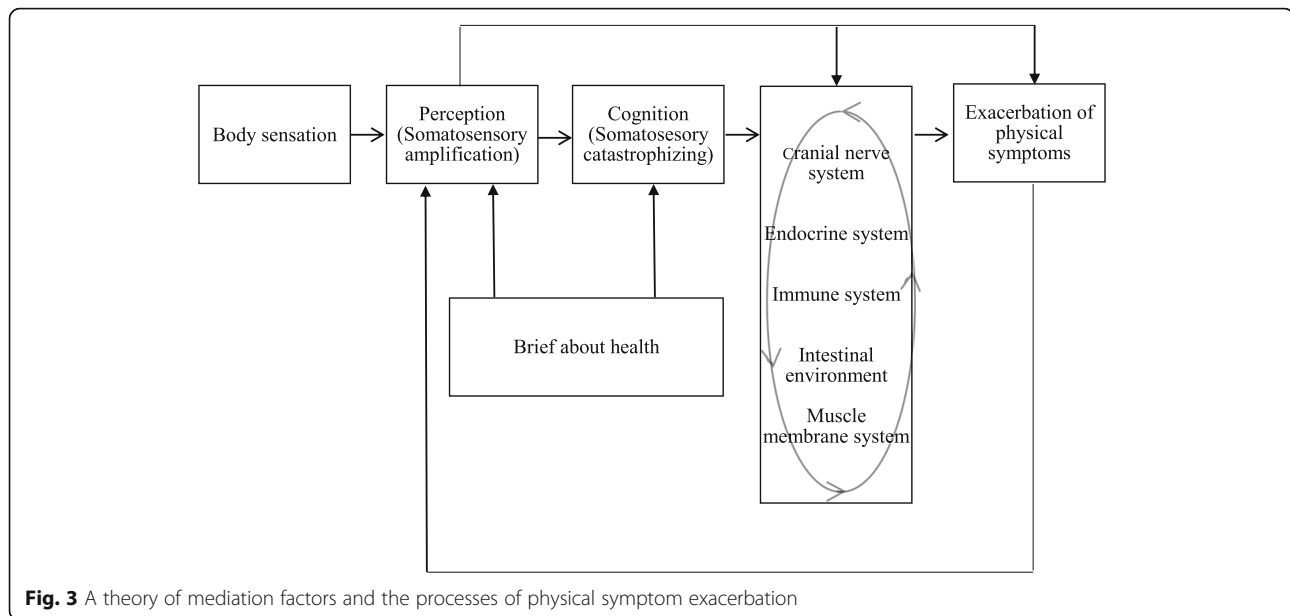 Body sensation
Perception
(Somatosensory
amplification)
Cognition
(Somatosesory
catastrophizing)
Cranial nerve
system
Endocrine system
Immune system
Intestinal
environment
Muscle
membrane system
Exacerbation of
physical
symptoms
Brief about health
Fig. 3 A theory of mediation factors and the processes of physical symptom exacerbation